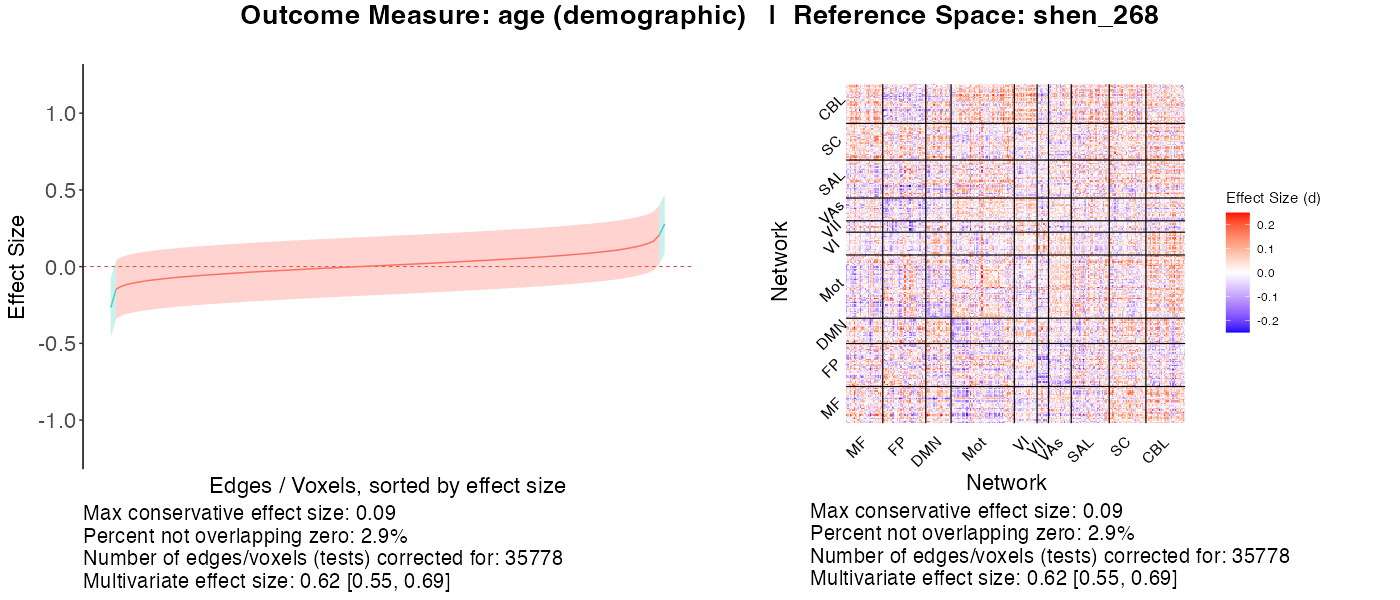 Outcome Measure: age (demographic) | Reference Space: shen_268
Effect Size
1.0
0.5
0.0
-0.5
-1.0
Edges / Voxels, sorted by effect size
Max conservative effect size: 0.09
Percent not overlapping zero: 2.9%
Number of edges/voxels (tests) corrected for: 35778
Multivariate effect size: 0.62 [0.55, 0.69]
Network
CBL
SC
SAL
VAs
VII
VI
Mot
DMN
FP
MF
MF
FP
DMN
Mot
VI
VII
VAs
SAL
SC
CBL
Network
Effect Size (d)
0.2
0.1
0.0
-0.1
-0.2
Max conservative effect size: 0.09
Percent not overlapping zero: 2.9%
Number of edges/voxels (tests) corrected for: 35778
Multivariate effect size: 0.62 [0.55, 0.69]